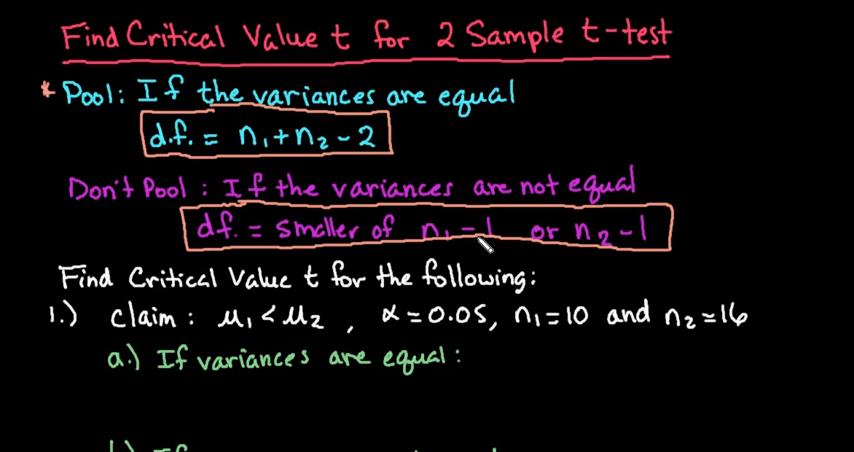 Find Critical Value t for 2 Sample t-test
* Pool: If the variances are equal
d.f. = n₁+n₂-2
Don't Pool: If the variances are not equal
df. = smaller of n₁-1 or n₂-1
Find Critical Value t for the following:
1.) claim: μ₁<μ₂, α=0.05, n₁=10 and n₂=16
a.) If variances are equal: